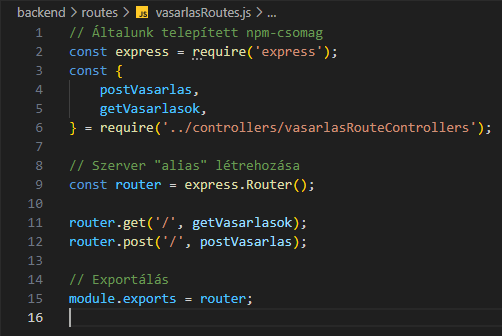 backend > routes > JS vasarlasRoutes.js > ...
1 // Általunk telepített npm-csomag
2 const express = require('express');
3 const {
4 postVasarlas,
5 getVasarlasok,
6 } = require('../controllers/vasarlasRouteControllers');
7
8 // Szerver "alias" létrehozása
9 const router = express.Router();
10
11 router.get('/', getVasarlasok);
12 router.post('/', postVasarlas);
13
14 // Exportálás
15 module.exports = router;
16